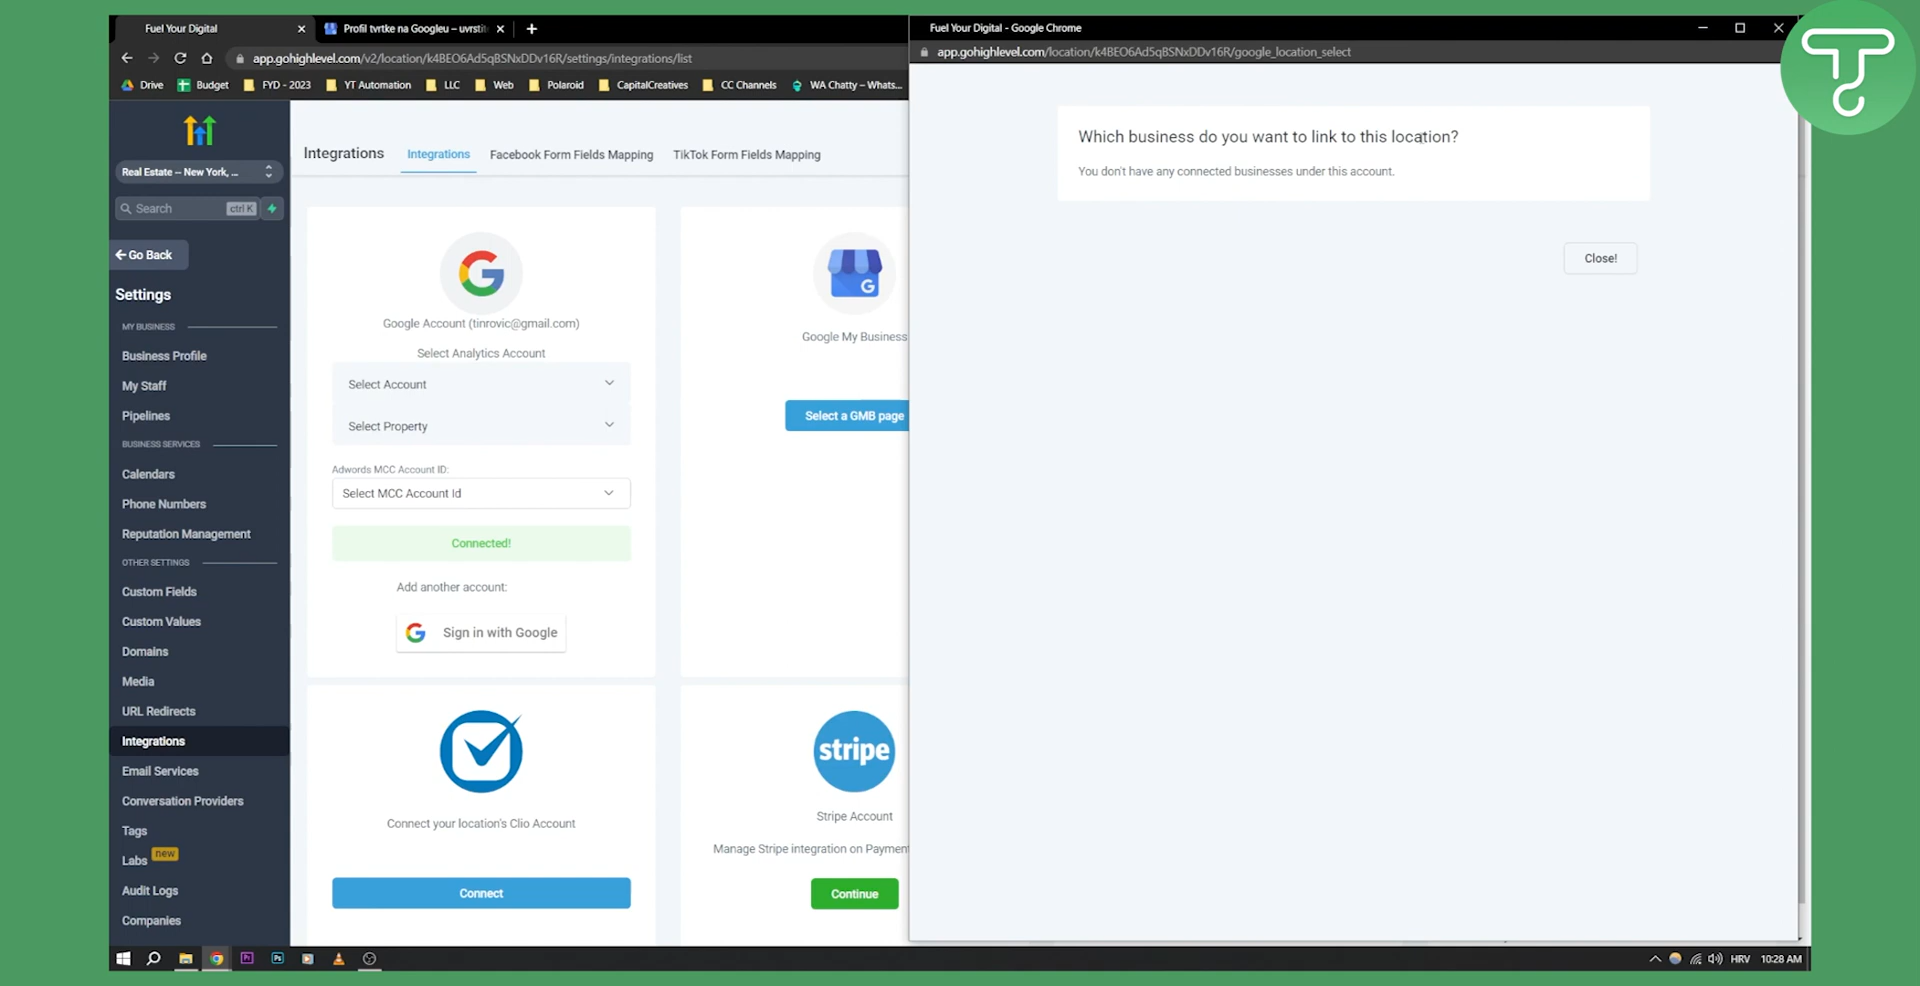 Fuel Your Digital
Profil tvrtke na Googleu – uvrstit
app.gohighlevel.com/v2/location/k4BEO6Ad5qBSNxDDv16R/settings/integrations/list
Drive
Budget
FYD - 2023
YT Automation
LLC
Web
Polaroid
CapitalCreatives
CC Channels
WA Chatty – Whats...
Real Estate -- New York, ...
Search
ctrl K
Go Back
Settings
MY BUSINESS
Business Profile
My Staff
Pipelines
BUSINESS SERVICES
Calendars
Phone Numbers
Reputation Management
OTHER SETTINGS
Custom Fields
Custom Values
Domains
Media
URL Redirects
Integrations
Email Services
Conversation Providers
Tags
Labs new
Audit Logs
Companies
Integrations
Integrations
Facebook Form Fields Mapping
TikTok Form Fields Mapping
Google Account (tinrovic@gmail.com)
Select Analytics Account
Select Account
Select Property
Adwords MCC Account ID:
Select MCC Account Id
Connected!
Add another account:
Sign in with Google
G
Google My Business
Select a GMB page
Connect your location's Clio Account
Connect
stripe
Stripe Account
Manage Stripe integration on Payment
Continue
Fuel Your Digital - Google Chrome
app.gohighlevel.com/location/k4BEO6Ad5qBSNxDDv16R/google_location_select
Which business do you want to link to this location?
You don't have any connected businesses under this account.
Close!
Pr
Ps
HRV
10:28 AM